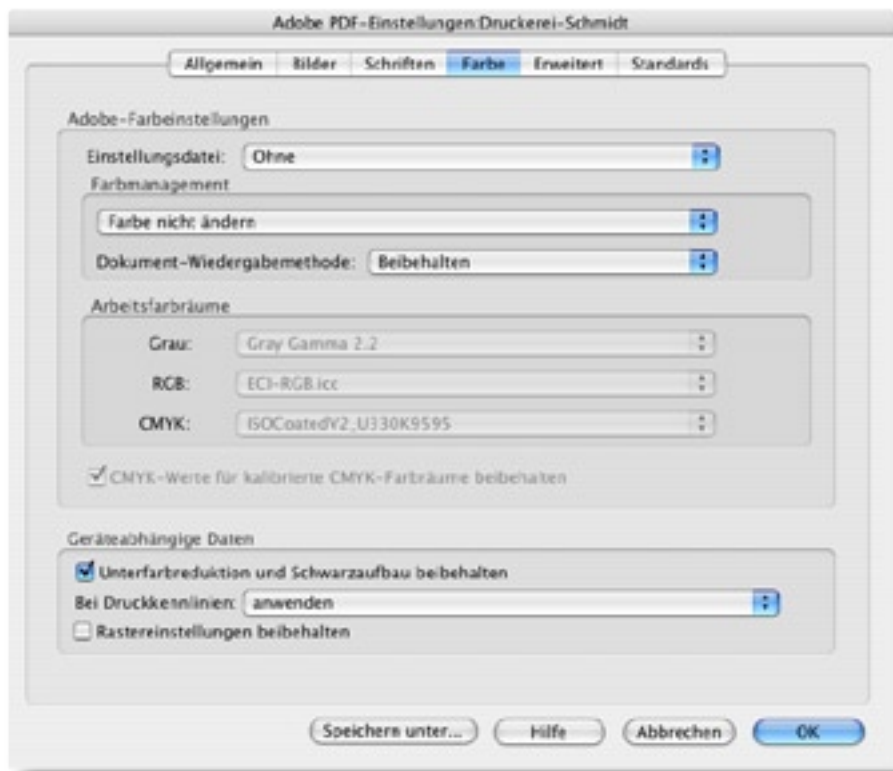 Adobe PDF-Einstellungen:Druckerei-Schmidt
Allgemein Bilder Schriften Farbe Erweitert Standards
Adobe-Farbeinstellungen
Einstellungsdatei: Ohne
Farbmanagement
Farbe nicht ändern
Dokument-Wiedergabemethode: Beibehalten
Arbeitsfarbräume
Grau: Gray Gamma 2.2
RGB: ECI-RGB.icc
CMYK: ISOCoatedV2_U330K9595
CMYK-Werte für kalibrierte CMYK-Farbräume beibehalten
Geräteabhängige Daten
Unterfarbreduktion und Schwarzaufbau beibehalten
Bei Druckkennlinien: anwenden
Rastereinstellungen beibehalten
Speichern unter... Hilfe Abbrechen OK